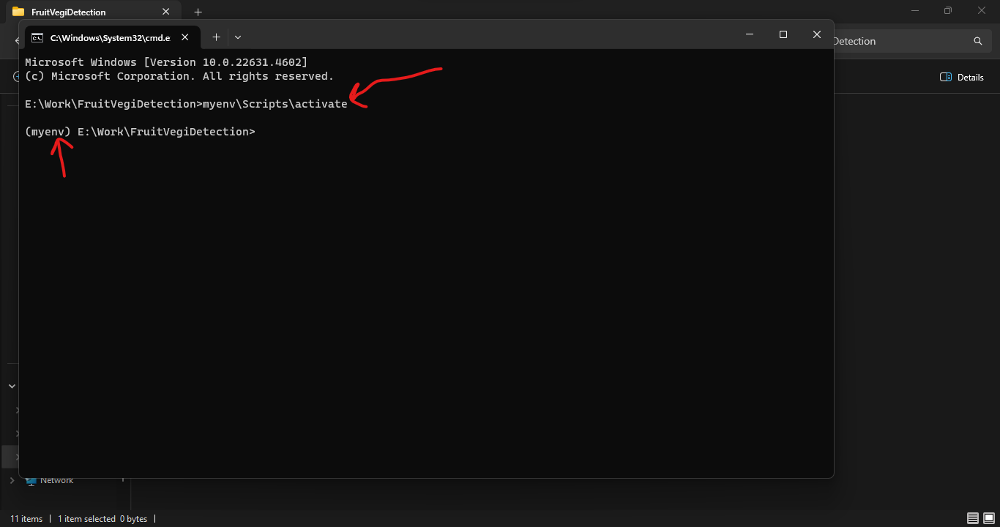 FruitVegiDetection
C:\Windows\System32\cmd.e
Detection
Microsoft Windows [Version 10.0.22631.4602]
(c) Microsoft Corporation. All rights reserved.
Details
E:\Work\FruitVegiDetection>myenv\Scripts\activate
(myenv) E:\Work\FruitVegiDetection>
Network
11 items
1 item selected 0 bytes